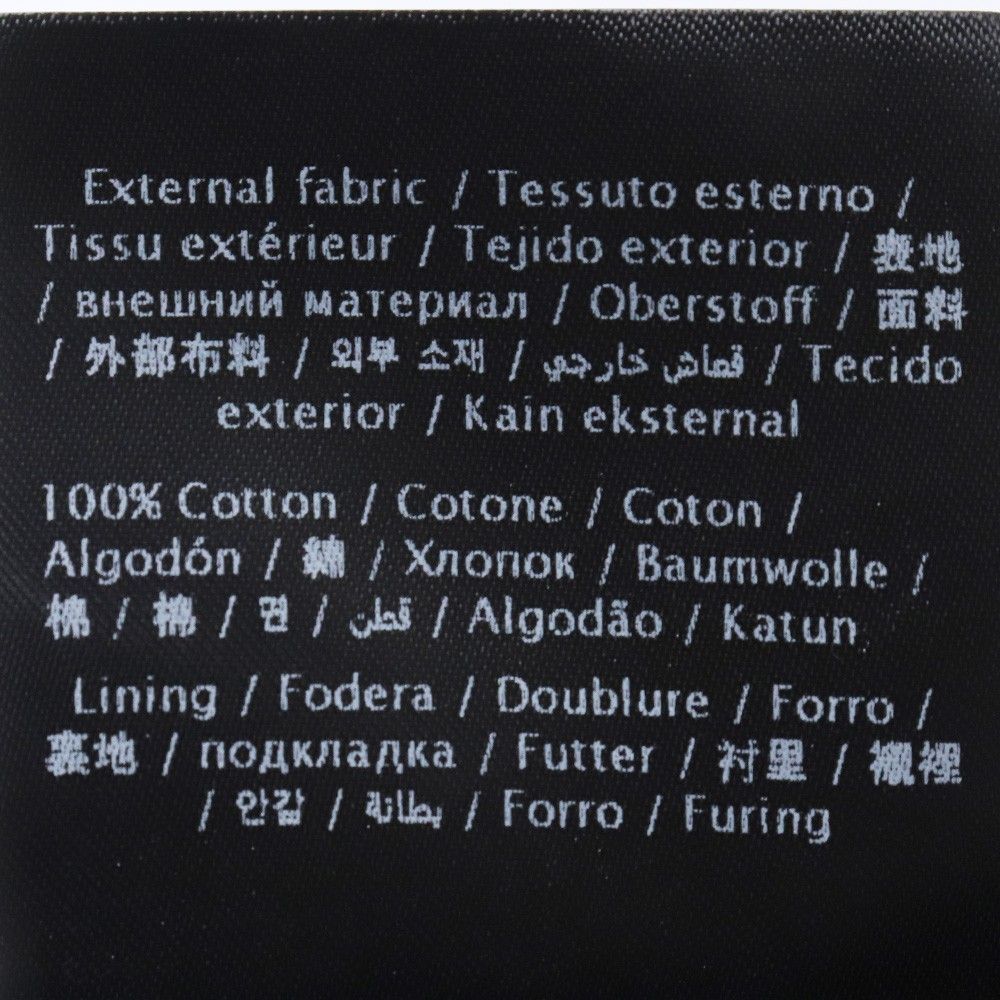 External fabric / Tessuto esterno /
Tissu extérieur / Tejido exterior / 表地
/ внешний материал / Oberstoff / 面料
/ 外部布料 / 외부 소재 / قماش خارجي / Tecido
exterior / Kain eksternal
100% Cotton / Cotone / Coton /
Algodón / 綿 / Хлопок / Baumwolle /
棉 / 棉 / 면 / قطن / Algodão / Katun
Lining / Fodera / Doublure / Forro /
裏地 / подкладка / Futter / 衬里 / 襯裡
/ 안감 / بطانة / Forro / Furing